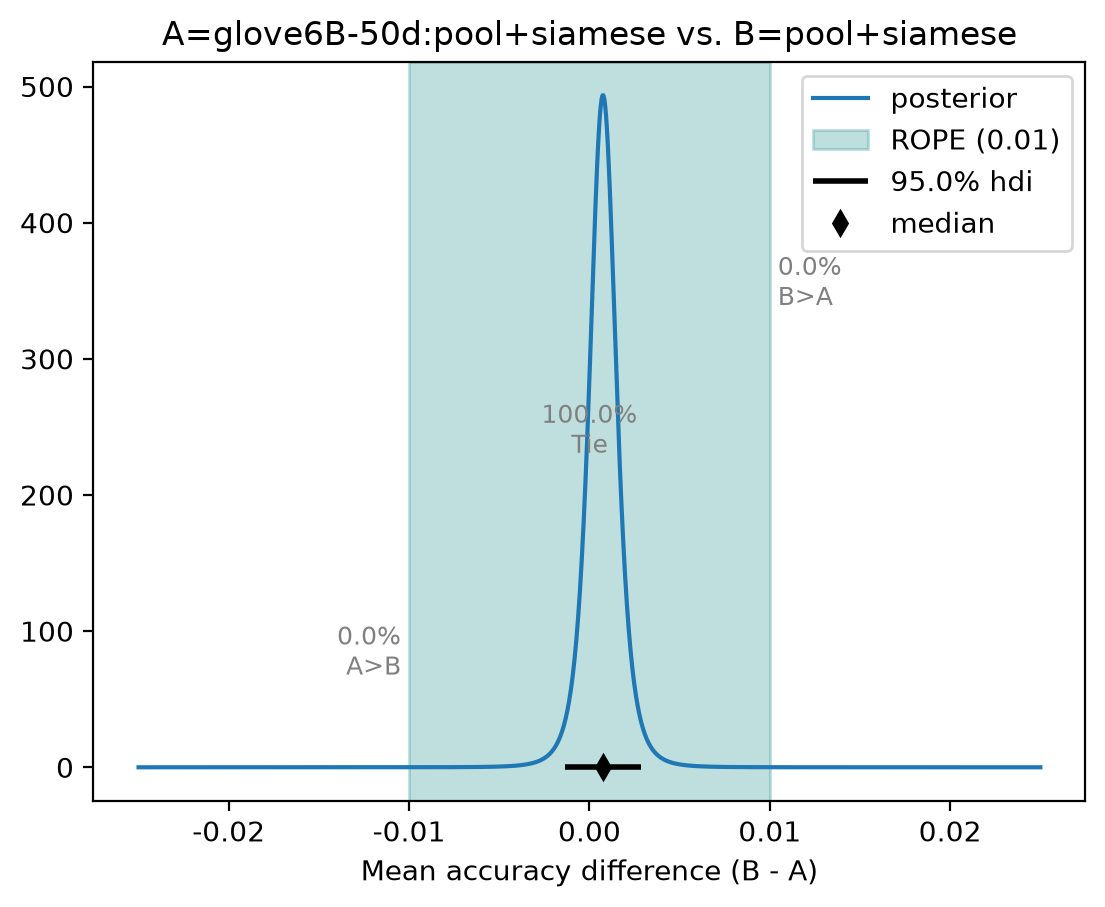 A=glove6B-50d:pool+siamese vs. B=pool+siamese
500
400
300
200
100
0
posterior
ROPE (0.01)
95.0% hdi
median
0.0%
B>A
100.0%
Tie
0.0%
A>B
-0.02
-0.01
0.00
0.01
0.02
Mean accuracy difference (B - A)